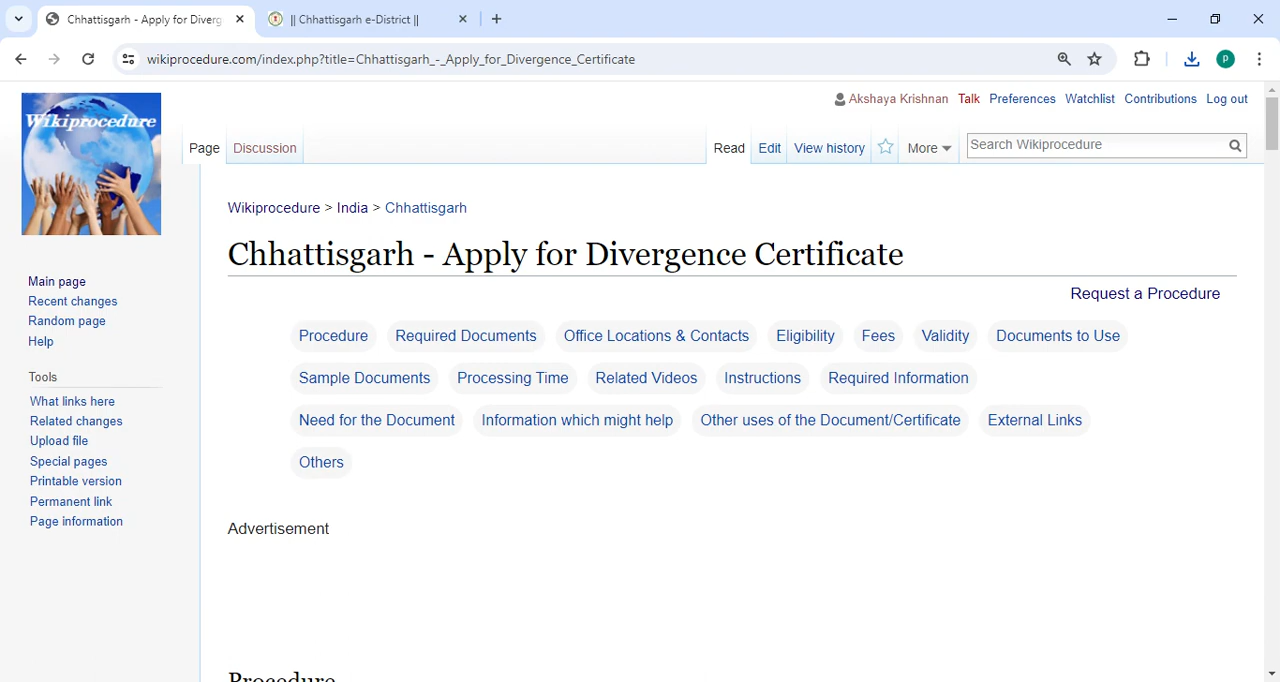 Chhattisgarh - Apply for Diverg
|| Chhattisgarh e-District ||
wikiprocedure.com/index.php?title=Chhattisgarh_-_Apply_for_Divergence_Certificate
P
Wikiprocedure
Akshaya Krishnan Talk Preferences Watchlist Contributions Log out
Page Discussion Read Edit View history More Search Wikiprocedure
Wikiprocedure > India > Chhattisgarh
Chhattisgarh - Apply for Divergence Certificate
Request a Procedure
Main page
Recent changes
Random page
Help
Tools
What links here
Related changes
Upload file
Special pages
Printable version
Permanent link
Page information
Procedure Required Documents Office Locations & Contacts Eligibility Fees Validity Documents to Use
Sample Documents Processing Time Related Videos Instructions Required Information
Need for the Document Information which might help Other uses of the Document/Certificate External Links
Others
Advertisement
Procedure